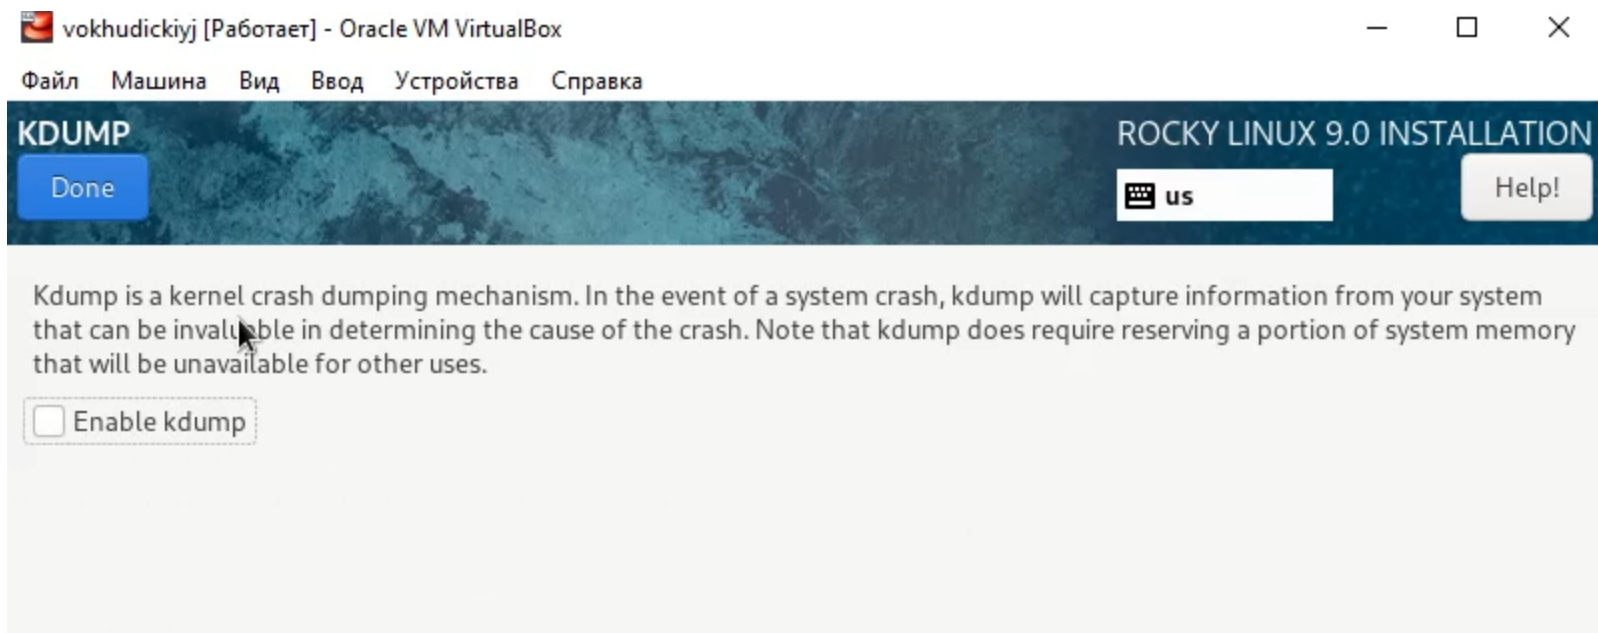 vokhudickiyj [Работает] - Oracle VM VirtualBox
Файл Машина Вид Ввод Устройства Справка
KDUMP
ROCKY LINUX 9.0 INSTALLATION
Done
us
Help!
Kdump is a kernel crash dumping mechanism. In the event of a system crash, kdump will capture information from your system
that can be invaluable in determining the cause of the crash. Note that kdump does require reserving a portion of system memory
that will be unavailable for other uses.
Enable kdump